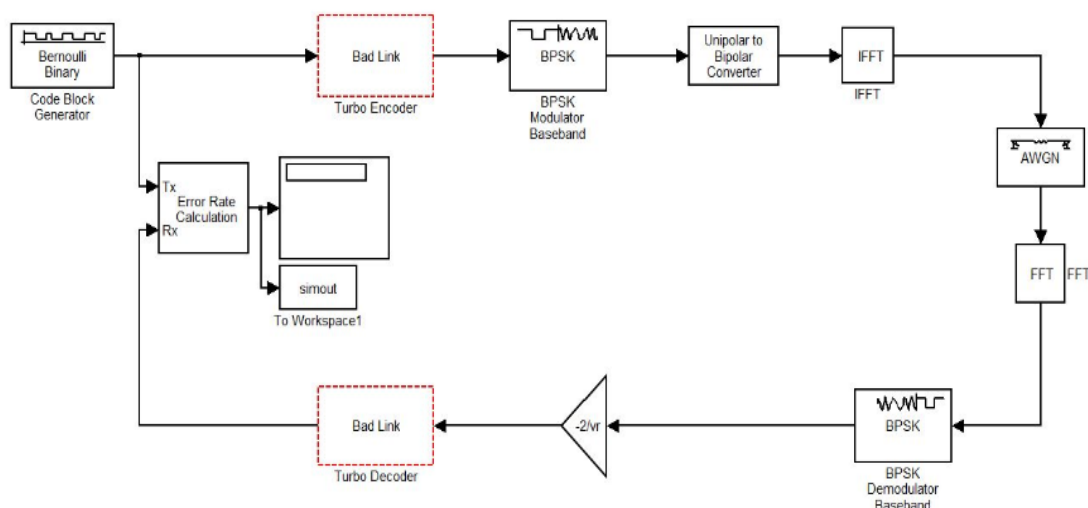 Bernoulli
Binary
Code Block
Generator
Bad Link
Turbo Encoder
BPSK
BPSK
Modulator
Baseband
Unipolar to
Bipolar
Converter
IFFT
IFFT
AWGN
FFT
FFT
Tx
Rx
Error Rate
Calculation
simout
To Workspace1
Bad Link
Turbo Decoder
-2/vr
BPSK
BPSK
Demodulator
Baseband